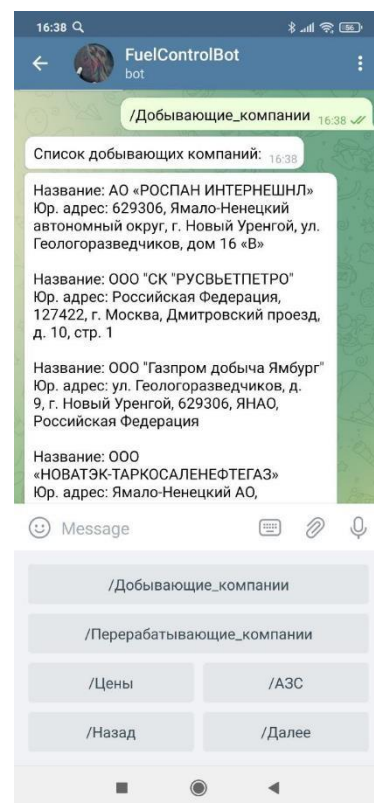 16:38
56
FuelControlBot
bot
/Добывающие_компании 16:38
Список добывающих компаний: 16:38
Название: АО «РОСПАН ИНТЕРНЕШНЛ»
Юр. адрес: 629306, Ямало-Ненецкий
автономный округ, г. Новый Уренгой, ул.
Геологоразведчиков, дом 16 «В»
Название: ООО "СК "РУСВЬЕТПЕТРО"
Юр. адрес: Российская Федерация,
127422, г. Москва, Дмитровский проезд,
д. 10, стр. 1
Название: ООО "Газпром добыча Ямбург"
Юр. адрес: ул. Геологоразведчиков, д.
9, г. Новый Уренгой, 629306, ЯНАО,
Российская Федерация
Название: ООО
«НОВАТЭК-ТАРКОСАЛЕНЕФТЕГАЗ»
Юр. адрес: Ямало-Ненецкий АО,
Message
/Добывающие_компании
/Перерабатывающие_компании
/Цены /АЗС
/Назад /Далее